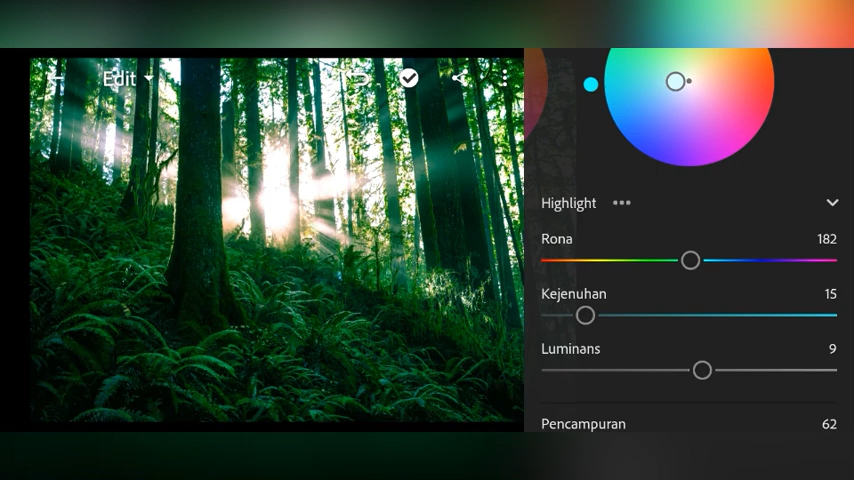 Edit
Highlight
Rona 182
Kejenuhan 15
Luminans 9
Pencampuran 62